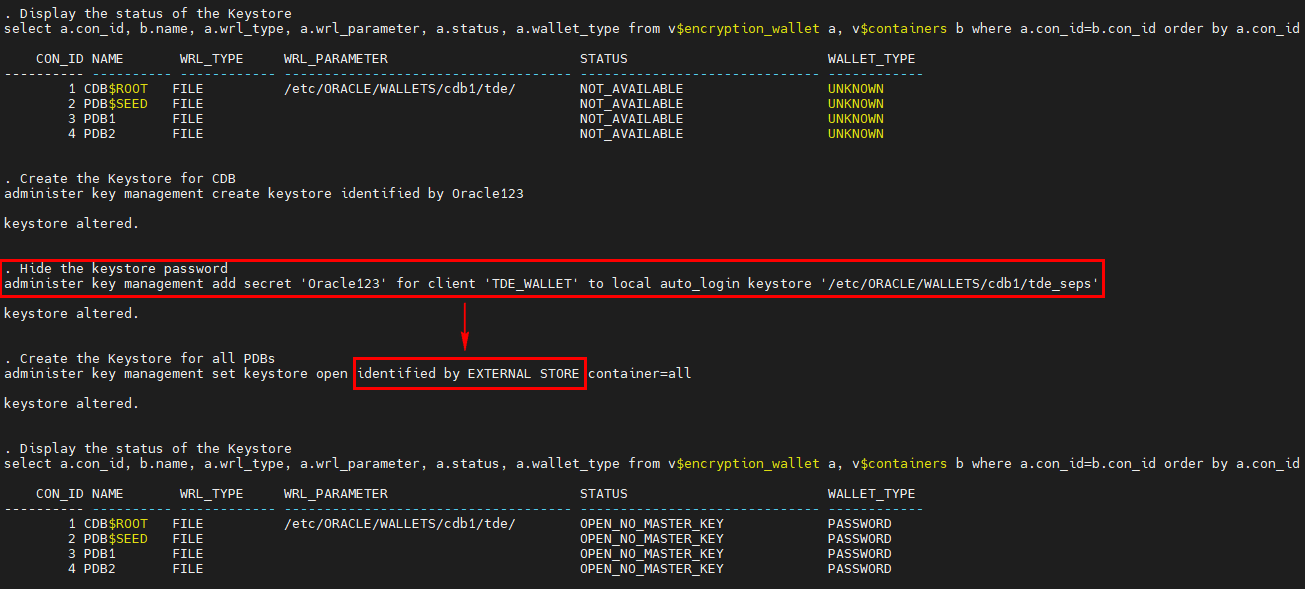 . Display the status of the Keystore
select a.con_id, b.name, a.wrl_type, a.wrl_parameter, a.status, a.wallet_type from v$encryption_wallet a, v$containers b where a.con_id=b.con_id order by a.con_id
CON_ID NAME WRL_TYPE WRL_PARAMETER STATUS WALLET_TYPE
---------- ---------- ------------ ------------------------------------ ------------------------------ ------------
1 CDB$ROOT FILE /etc/ORACLE/WALLETS/cdb1/tde/ NOT_AVAILABLE UNKNOWN
2 PDB$SEED FILE NOT_AVAILABLE UNKNOWN
3 PDB1 FILE NOT_AVAILABLE UNKNOWN
4 PDB2 FILE NOT_AVAILABLE UNKNOWN
. Create the Keystore for CDB
administer key management create keystore identified by Oracle123
keystore altered.
. Hide the keystore password
administer key management add secret 'Oracle123' for client 'TDE_WALLET' to local auto_login keystore '/etc/ORACLE/WALLETS/cdb1/tde_seps'
keystore altered.
. Create the Keystore for all PDBs
administer key management set keystore open identified by EXTERNAL STORE container=all
keystore altered.
. Display the status of the Keystore
select a.con_id, b.name, a.wrl_type, a.wrl_parameter, a.status, a.wallet_type from v$encryption_wallet a, v$containers b where a.con_id=b.con_id order by a.con_id
CON_ID NAME WRL_TYPE WRL_PARAMETER STATUS WALLET_TYPE
---------- ---------- ------------ ------------------------------------ ------------------------------ ------------
1 CDB$ROOT FILE /etc/ORACLE/WALLETS/cdb1/tde/ OPEN_NO_MASTER_KEY PASSWORD
2 PDB$SEED FILE OPEN_NO_MASTER_KEY PASSWORD
3 PDB1 FILE OPEN_NO_MASTER_KEY PASSWORD
4 PDB2 FILE OPEN_NO_MASTER_KEY PASSWORD